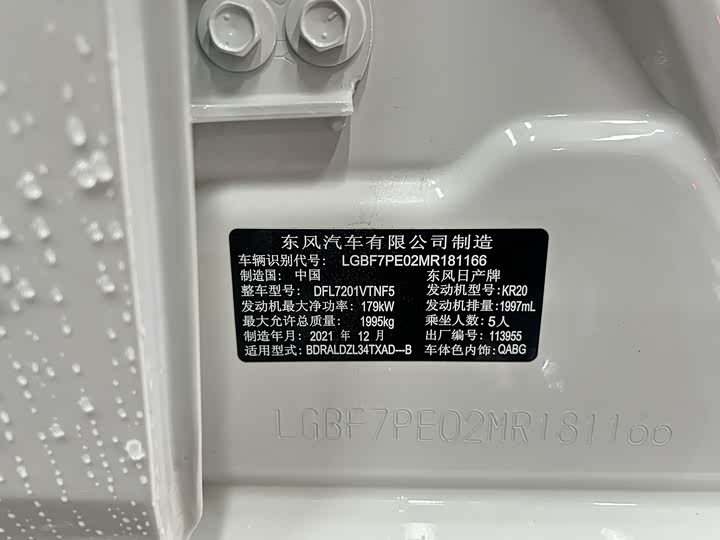 东风汽车有限公司制造
车辆识别代号: LGBF7PE02MR181166
制造国: 中国 东风日产牌
整车型号: DFL7201VTNF5 发动机型号: KR20
发动机最大净功率: 179kW 发动机排量: 1997mL
最大允许总质量: 1995kg 乘坐人数: 5人
制造年月: 2021 年 12 月 出厂编号: 113955
适用型式: BDRALDZL34TXAD---B 车体色内饰: QABG
LGBF7PE02MR181166